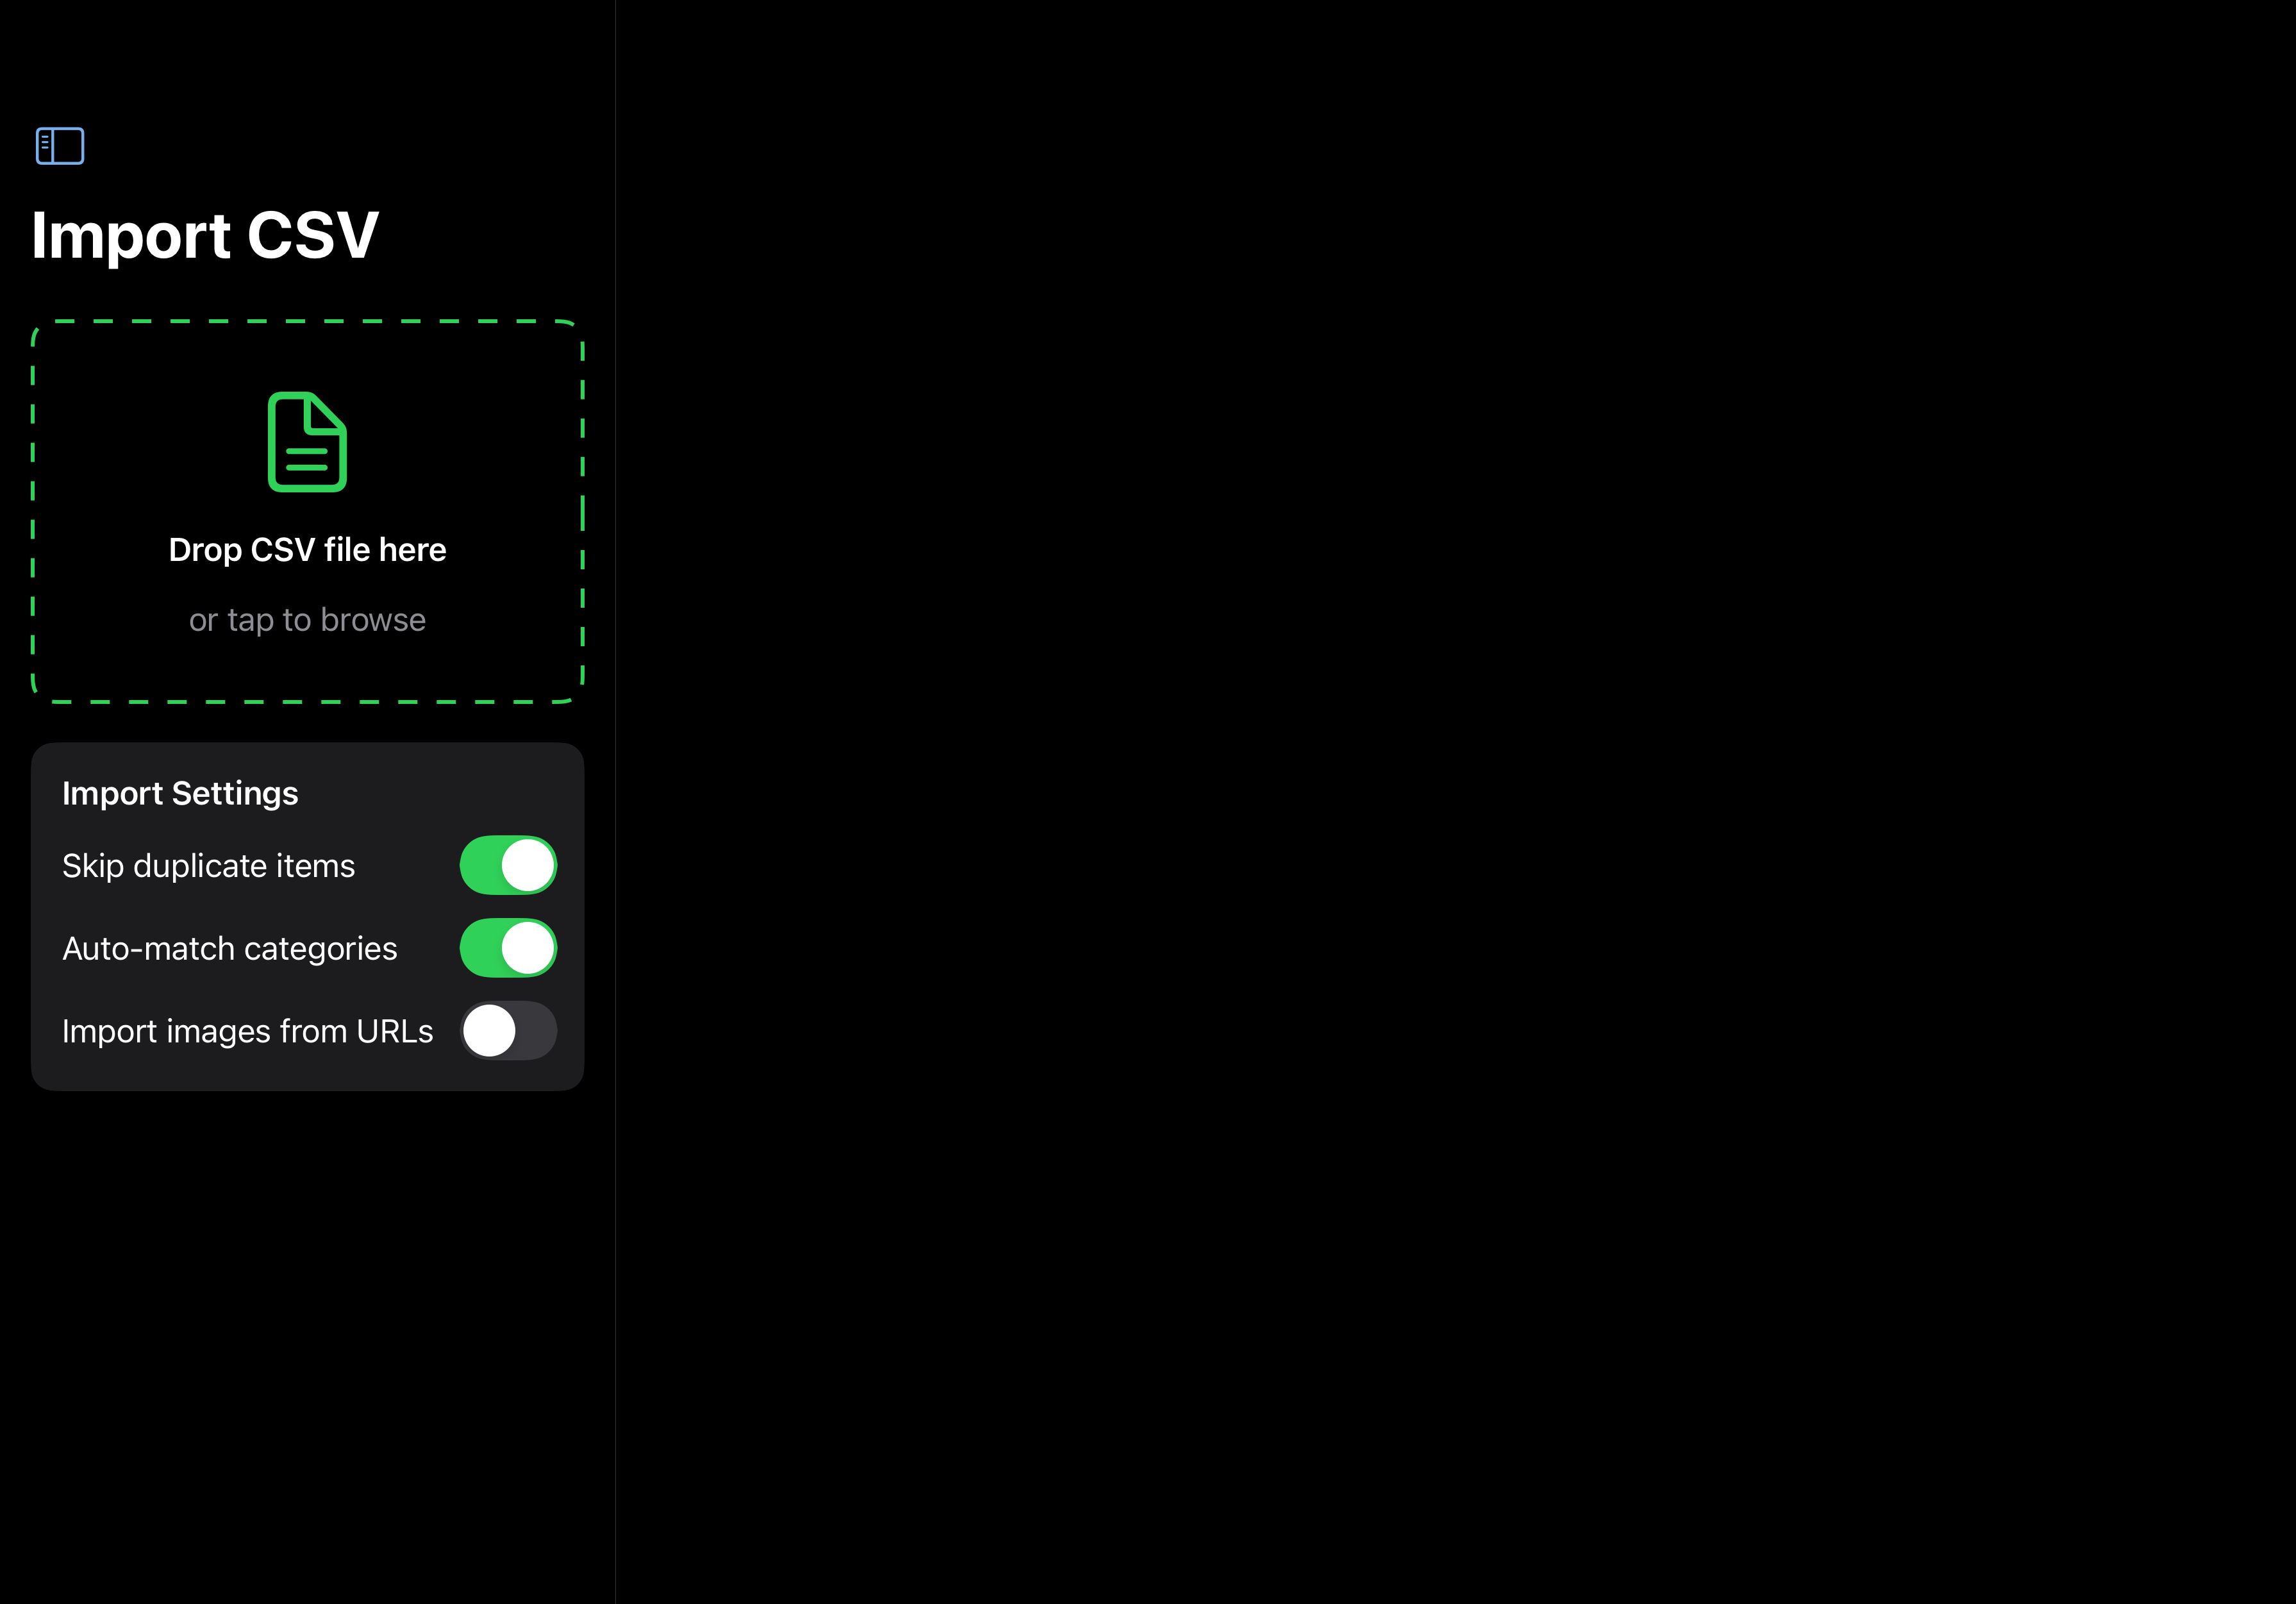 Import CSV
Drop CSV file here
or tap to browse
Import Settings
Skip duplicate items
Auto-match categories
Import images from URLs